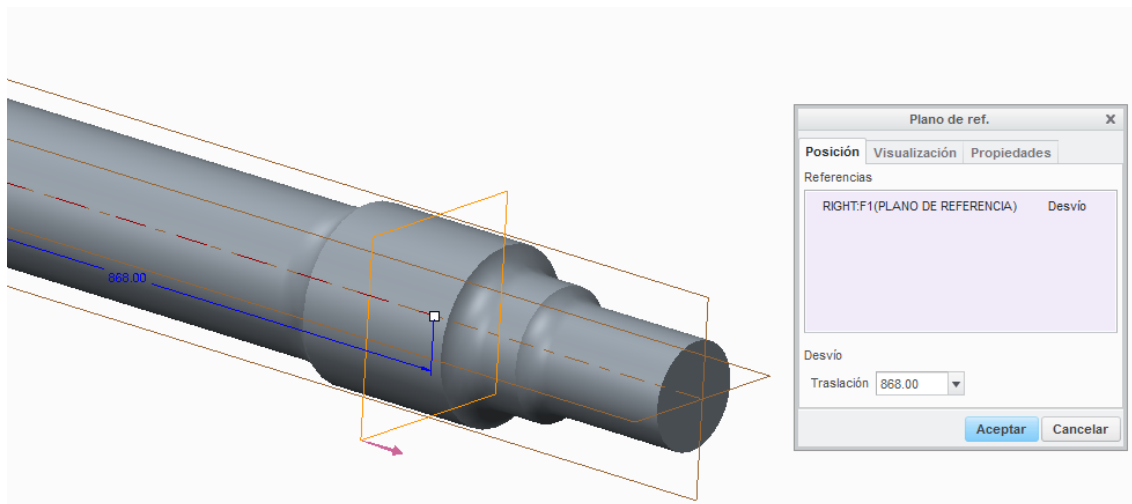 Plano de ref. X
Posición Visualización Propiedades
Referencias
RIGHT:F1(PLANO DE REFERENCIA) Desvío
868.00
Desvío
Traslación 868.00
Aceptar Cancelar